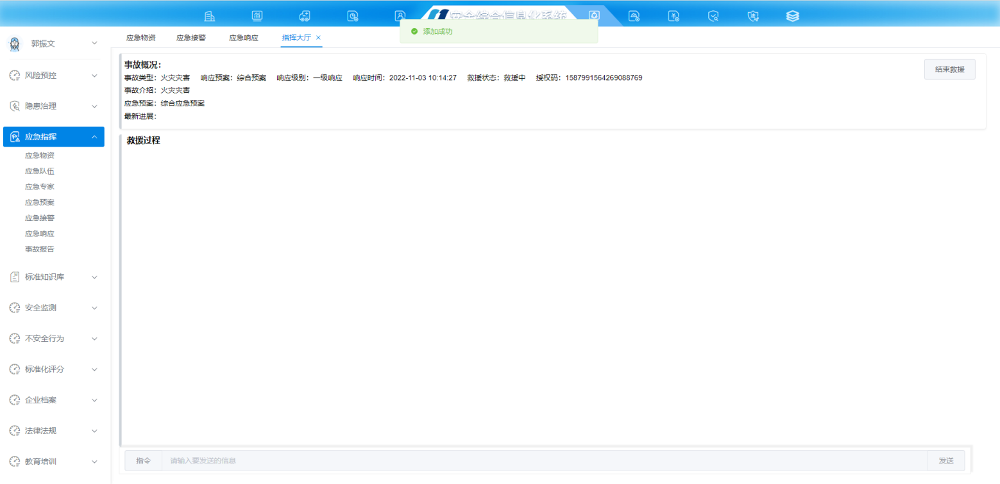 安全综合信息化系统
添加成功
郭振文
应急物资 应急接警 应急响应 指挥大厅
风险预控
隐患治理
应急指挥
应急物资
应急队伍
应急专家
应急预案
应急接警
应急响应
事故报告
标准知识库
安全监测
不安全行为
标准化评分
企业档案
法律法规
教育培训
事故概况：
结束救援
事故类型：火灾灾害 响应预案：综合预案 响应级别：一级响应 响应时间：2022-11-03 10:14:27 救援状态：救援中 授权码：1587991564269088769
事故介绍：火灾灾害
应急预案：综合应急预案
最新进展：
救援过程
指令 请输入要发送的信息 发送